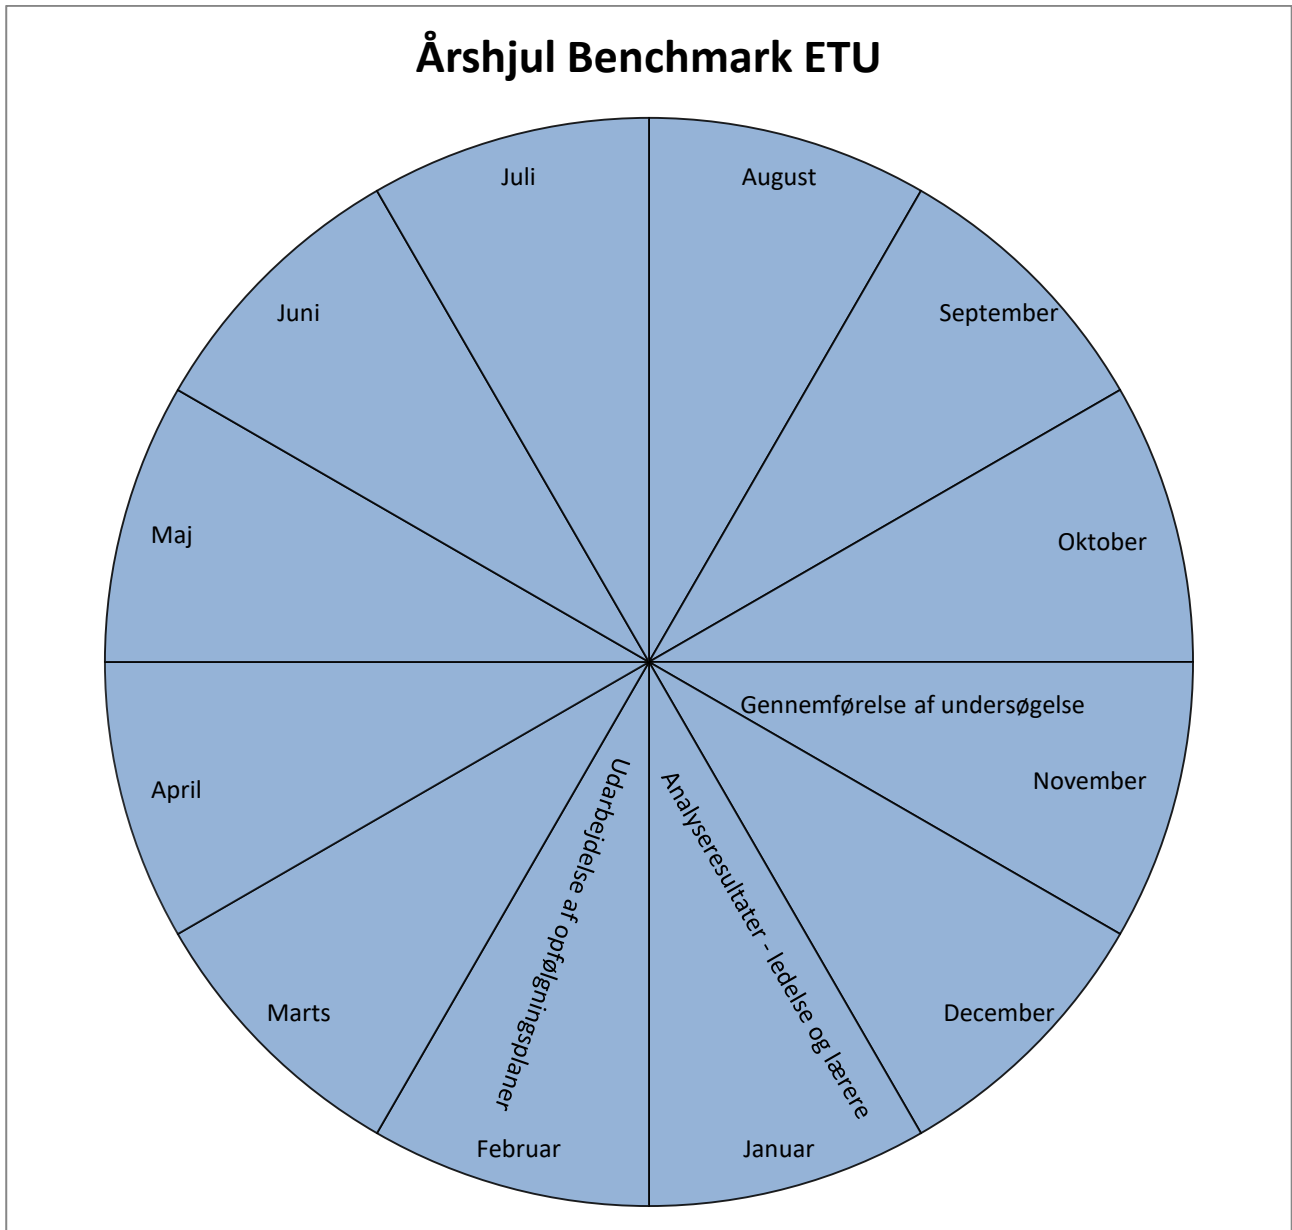 Årshjul Benchmark ETU
Juli
August
Juni
September
Maj
Oktober
Gennemførelse af undersøgelse
November
April
Udarbejdelse af opfølgningsplaner
Analyseresultater - ledelse og lærere
Marts
December
Februar
Januar